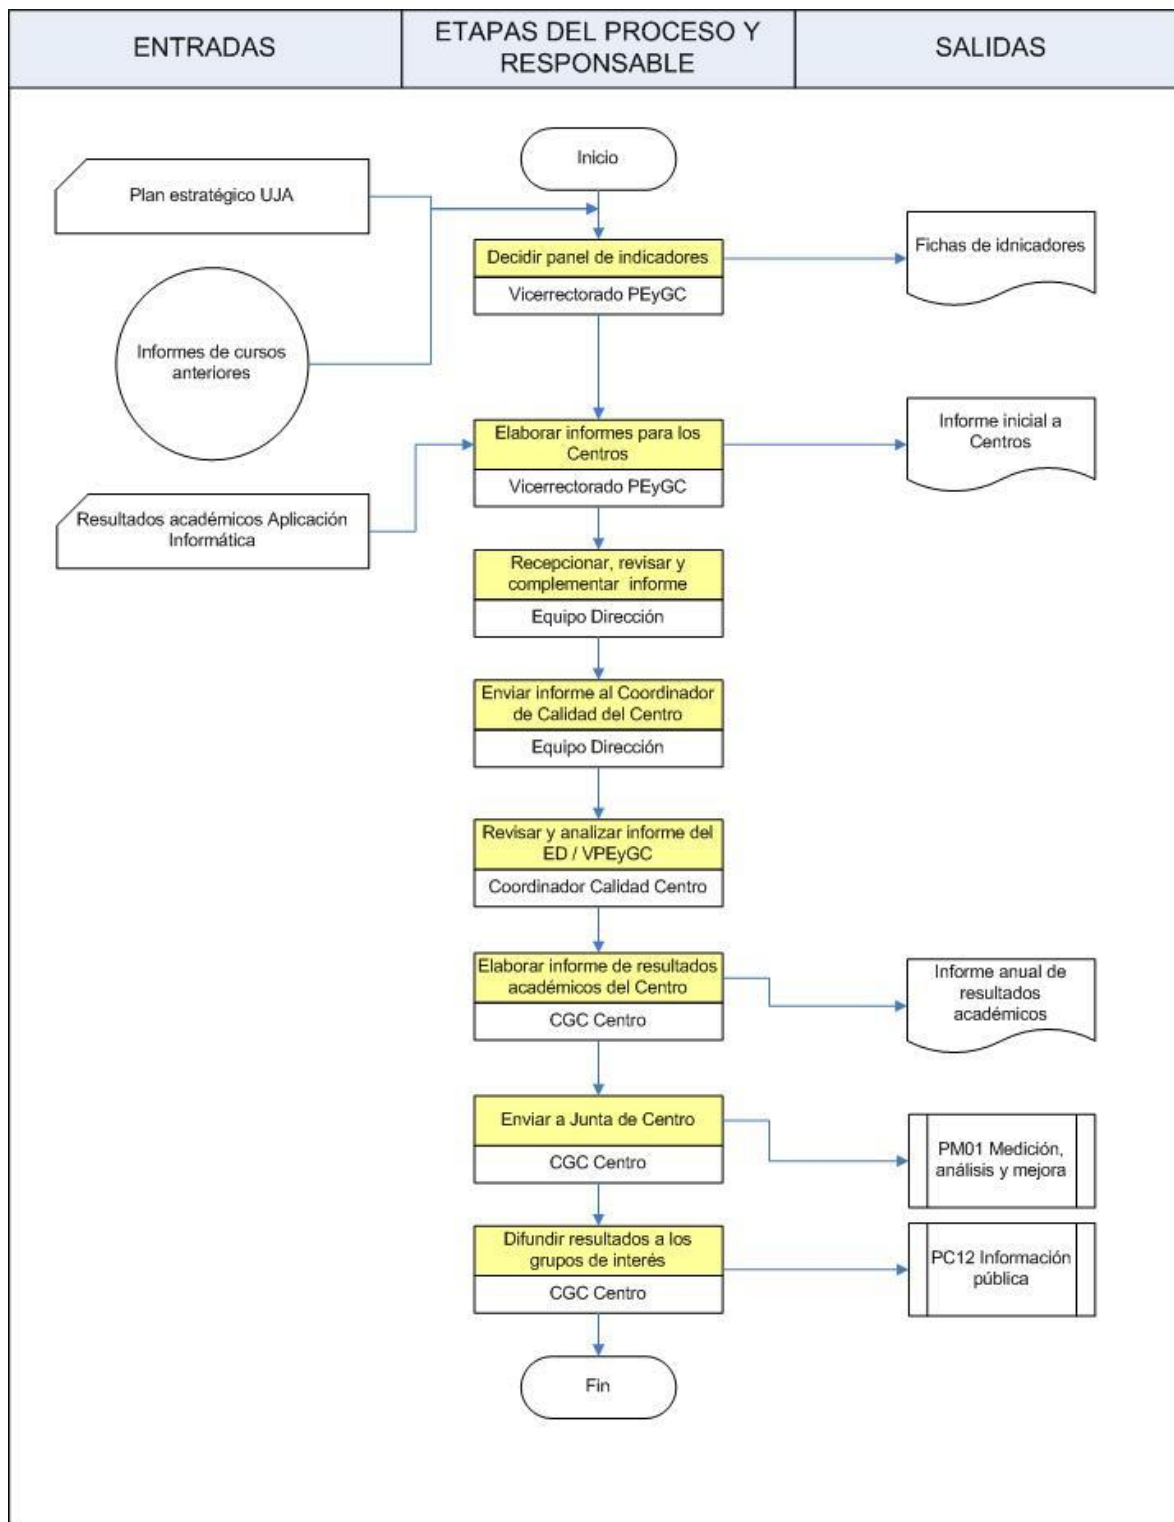 ENTRADAS
ETAPAS DEL PROCESO Y
RESPONSABLE
SALIDAS
Inicio
Plan estratégico UJA
Decidir panel de indicadores
Vicerrectorado PEyGC
Fichas de idnicadores
Informes de cursos
anteriores
Elaborar informes para los
Centros
Vicerrectorado PEyGC
Informe inicial a
Centros
Resultados académicos Aplicación
Informática
Recepcionar, revisar y
complementar informe
Equipo Dirección
Enviar informe al Coordinador
de Calidad del Centro
Equipo Dirección
Revisar y analizar informe del
ED / VPEyGC
Coordinador Calidad Centro
Elaborar informe de resultados
académicos del Centro
CGC Centro
Informe anual de
resultados
académicos
Enviar a Junta de Centro
CGC Centro
PM01 Medición,
análisis y mejora
Difundir resultados a los
grupos de interés
CGC Centro
PC12 Información
pública
Fin